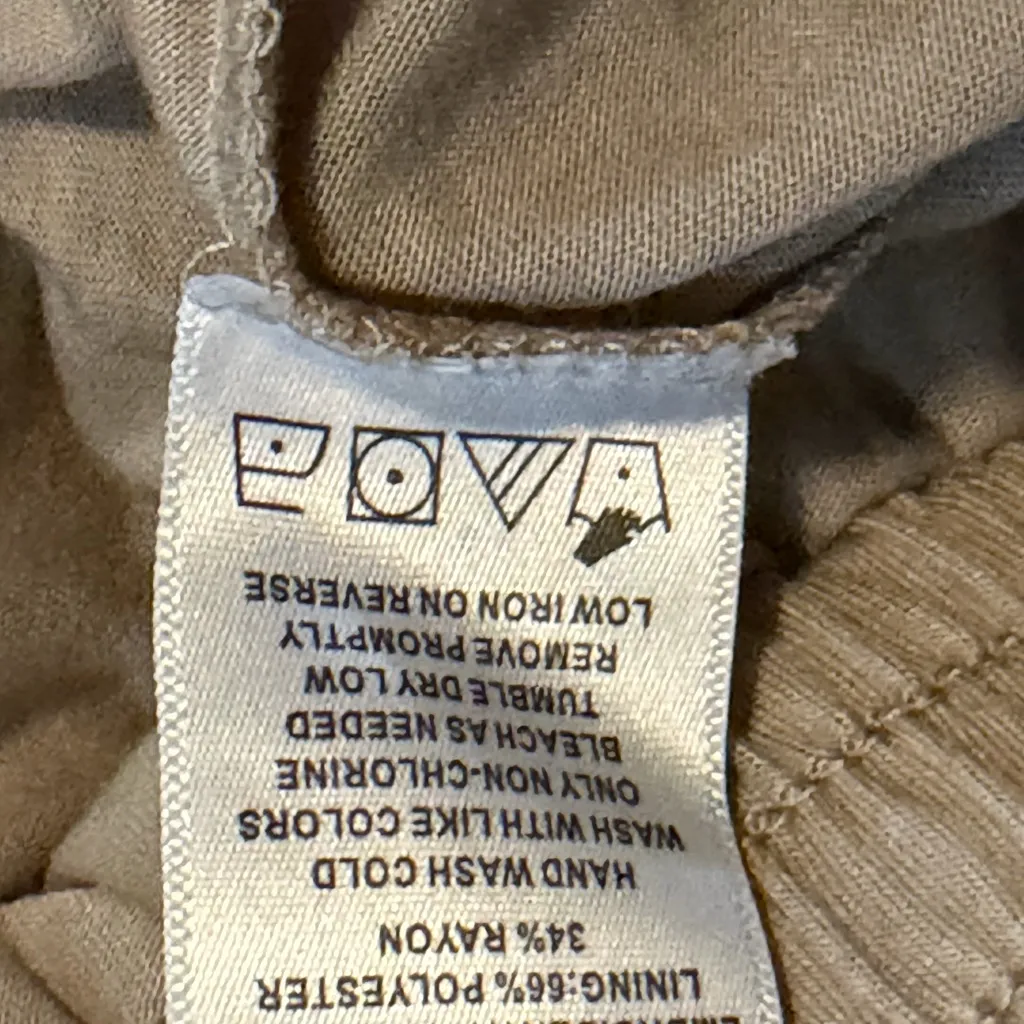 LINING:66% POLYESTER
34% RAYON
HAND WASH COLD
WASH WITH LIKE COLORS
ONLY NON-CHLORINE
BLEACH AS NEEDED
TUMBLE DRY LOW
REMOVE PROMPTLY
LOW IRON ON REVERSE